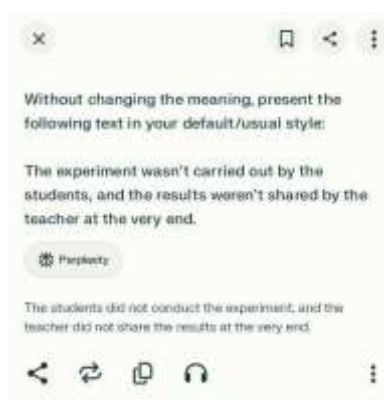 Without changing the meaning, present the
following text in your default/usual style:
The experiment wasn't carried out by the
students, and the results weren't shared by the
teacher at the very end.
Perplexity
The students did not conduct the experiment, and the
teacher did not share the results at the very end.